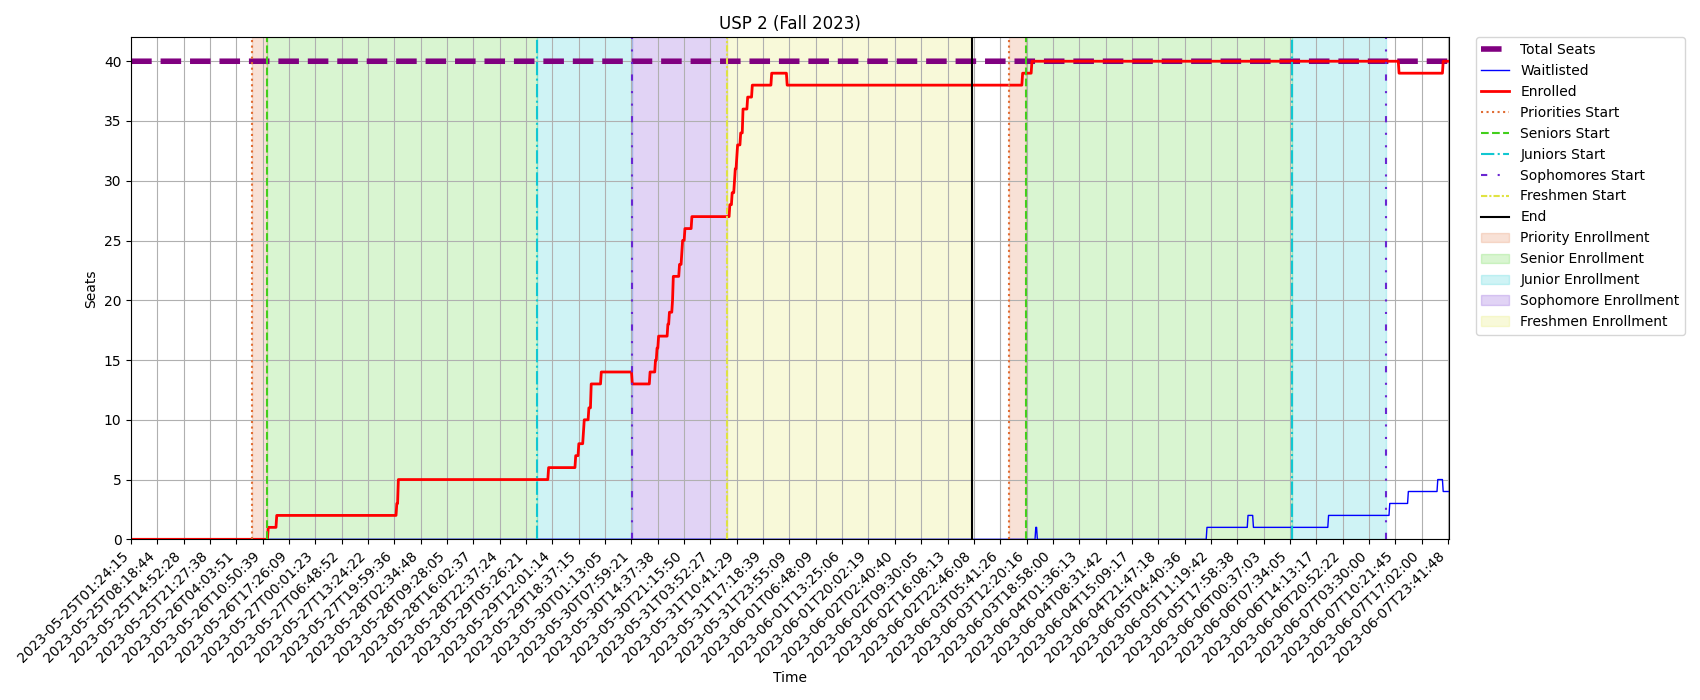 USP 2 (Fall 2023)
Seats
40
35
30
25
20
15
10
5
0
2023-05-25T01:24:15
2023-05-25T08:18:44
2023-05-25T14:52:28
2023-05-25T21:27:38
2023-05-26T04:03:51
2023-05-26T10:50:39
2023-05-26T17:26:09
2023-05-27T00:01:23
2023-05-27T06:48:52
2023-05-27T13:24:22
2023-05-27T19:59:36
2023-05-28T02:34:48
2023-05-28T09:28:05
2023-05-28T16:02:37
2023-05-28T22:37:24
2023-05-29T05:26:21
2023-05-29T12:01:14
2023-05-29T18:37:15
2023-05-30T01:13:05
2023-05-30T07:59:21
2023-05-30T14:37:38
2023-05-30T21:15:50
2023-05-31T03:52:27
2023-05-31T10:41:29
2023-05-31T17:18:39
2023-05-31T23:55:09
2023-06-01T06:48:09
2023-06-01T13:25:06
2023-06-01T20:02:19
2023-06-02T02:40:40
2023-06-02T09:30:05
2023-06-02T16:08:13
2023-06-02T22:46:08
2023-06-03T05:41:26
2023-06-03T12:20:16
2023-06-03T18:58:00
2023-06-04T01:36:13
2023-06-04T08:31:42
2023-06-04T15:09:17
2023-06-04T21:47:18
2023-06-05T04:40:36
2023-06-05T11:19:42
2023-06-05T17:58:38
2023-06-06T00:37:03
2023-06-06T07:34:05
2023-06-06T14:13:17
2023-06-06T20:52:22
2023-06-07T03:30:00
2023-06-07T10:21:45
2023-06-07T17:02:00
2023-06-07T23:41:48
Time
Total Seats
Waitlisted
Enrolled
Priorities Start
Seniors Start
Juniors Start
Sophomores Start
Freshmen Start
End
Priority Enrollment
Senior Enrollment
Junior Enrollment
Sophomore Enrollment
Freshmen Enrollment